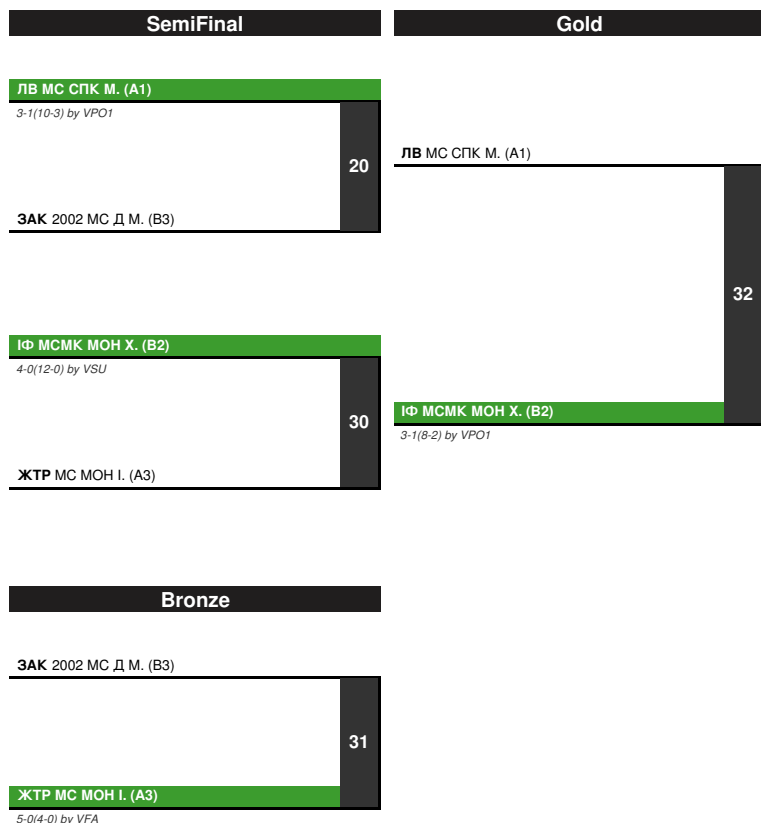 SemiFinal
ЛВ МС СПК М. (A1)
3-1(10-3) by VPO1
20
ЗАК 2002 МС Д М. (B3)
ІФ МСМК МОН Х. (B2)
4-0(12-0) by VSU
30
ЖТР МС МОН І. (A3)
Gold
ЛВ МС СПК М. (A1)
32
ІФ МСМК МОН Х. (B2)
3-1(8-2) by VPO1
Bronze
ЗАК 2002 МС Д М. (B3)
31
ЖТР МС МОН І. (A3)
5-0(4-0) by VFA